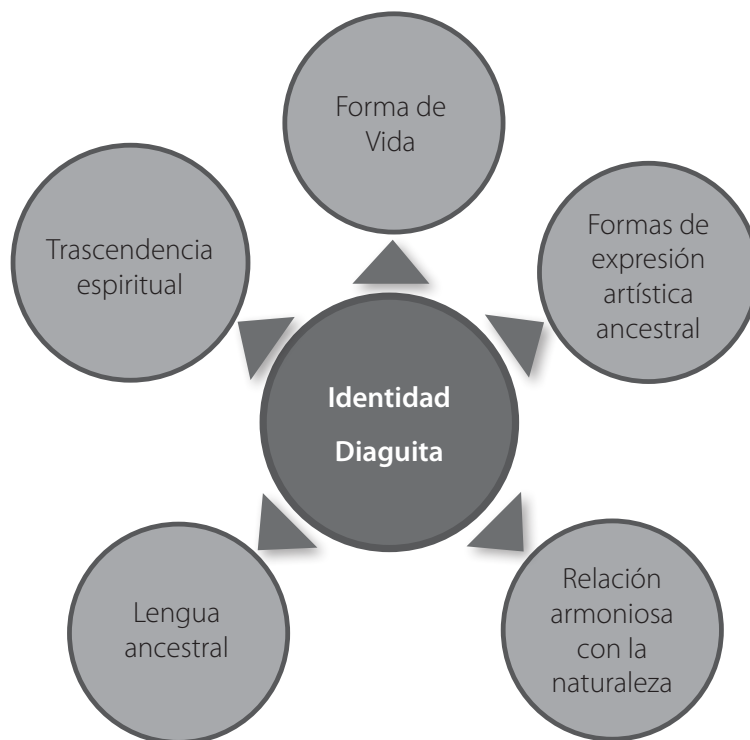 Forma de
Vida
Trascendencia
espiritual
Formas de
expresión
artística
ancestral
Identidad
Diaguita
Lengua
ancestral
Relación
armoniosa
con la
naturaleza